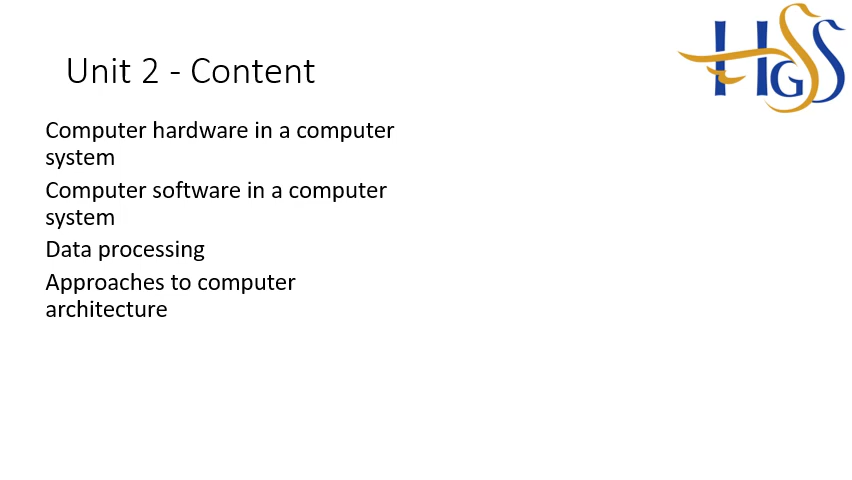 Unit 2 - Content
HGSS
Computer hardware in a computer
system
Computer software in a computer
system
Data processing
Approaches to computer
architecture